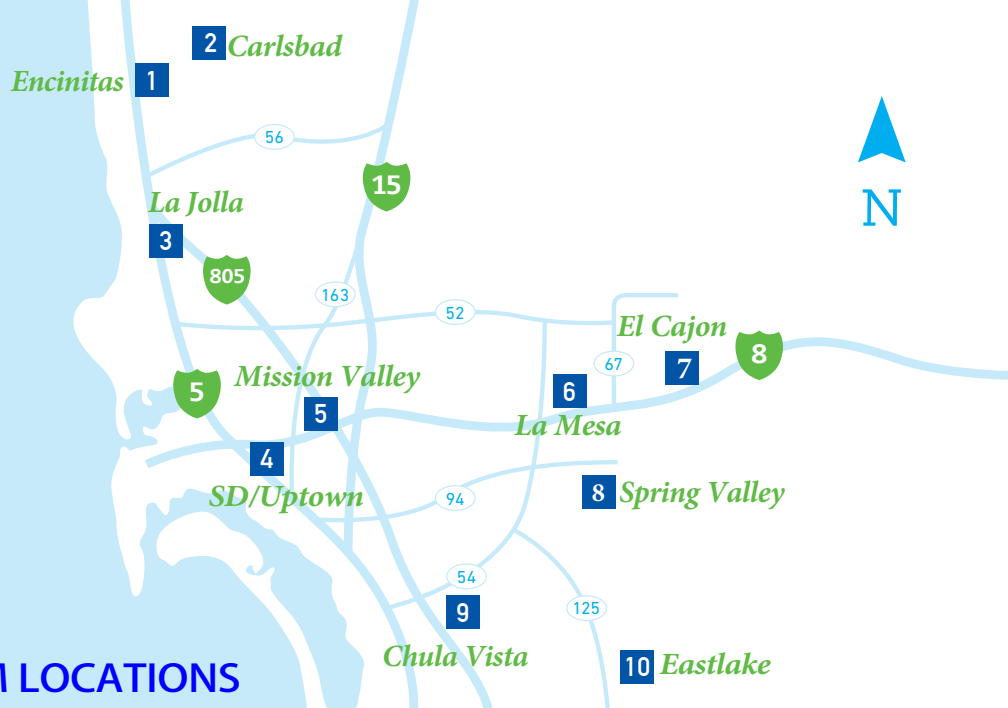 2 Carlsbad
Encinitas 1
56
15
N
La Jolla
3
805
163
52
El Cajon
67
7
8
5
Mission Valley
5
6
La Mesa
4
SD/Uptown
94
8 Spring Valley
54
125
9
Chula Vista
10 Eastlake
LOCATIONS